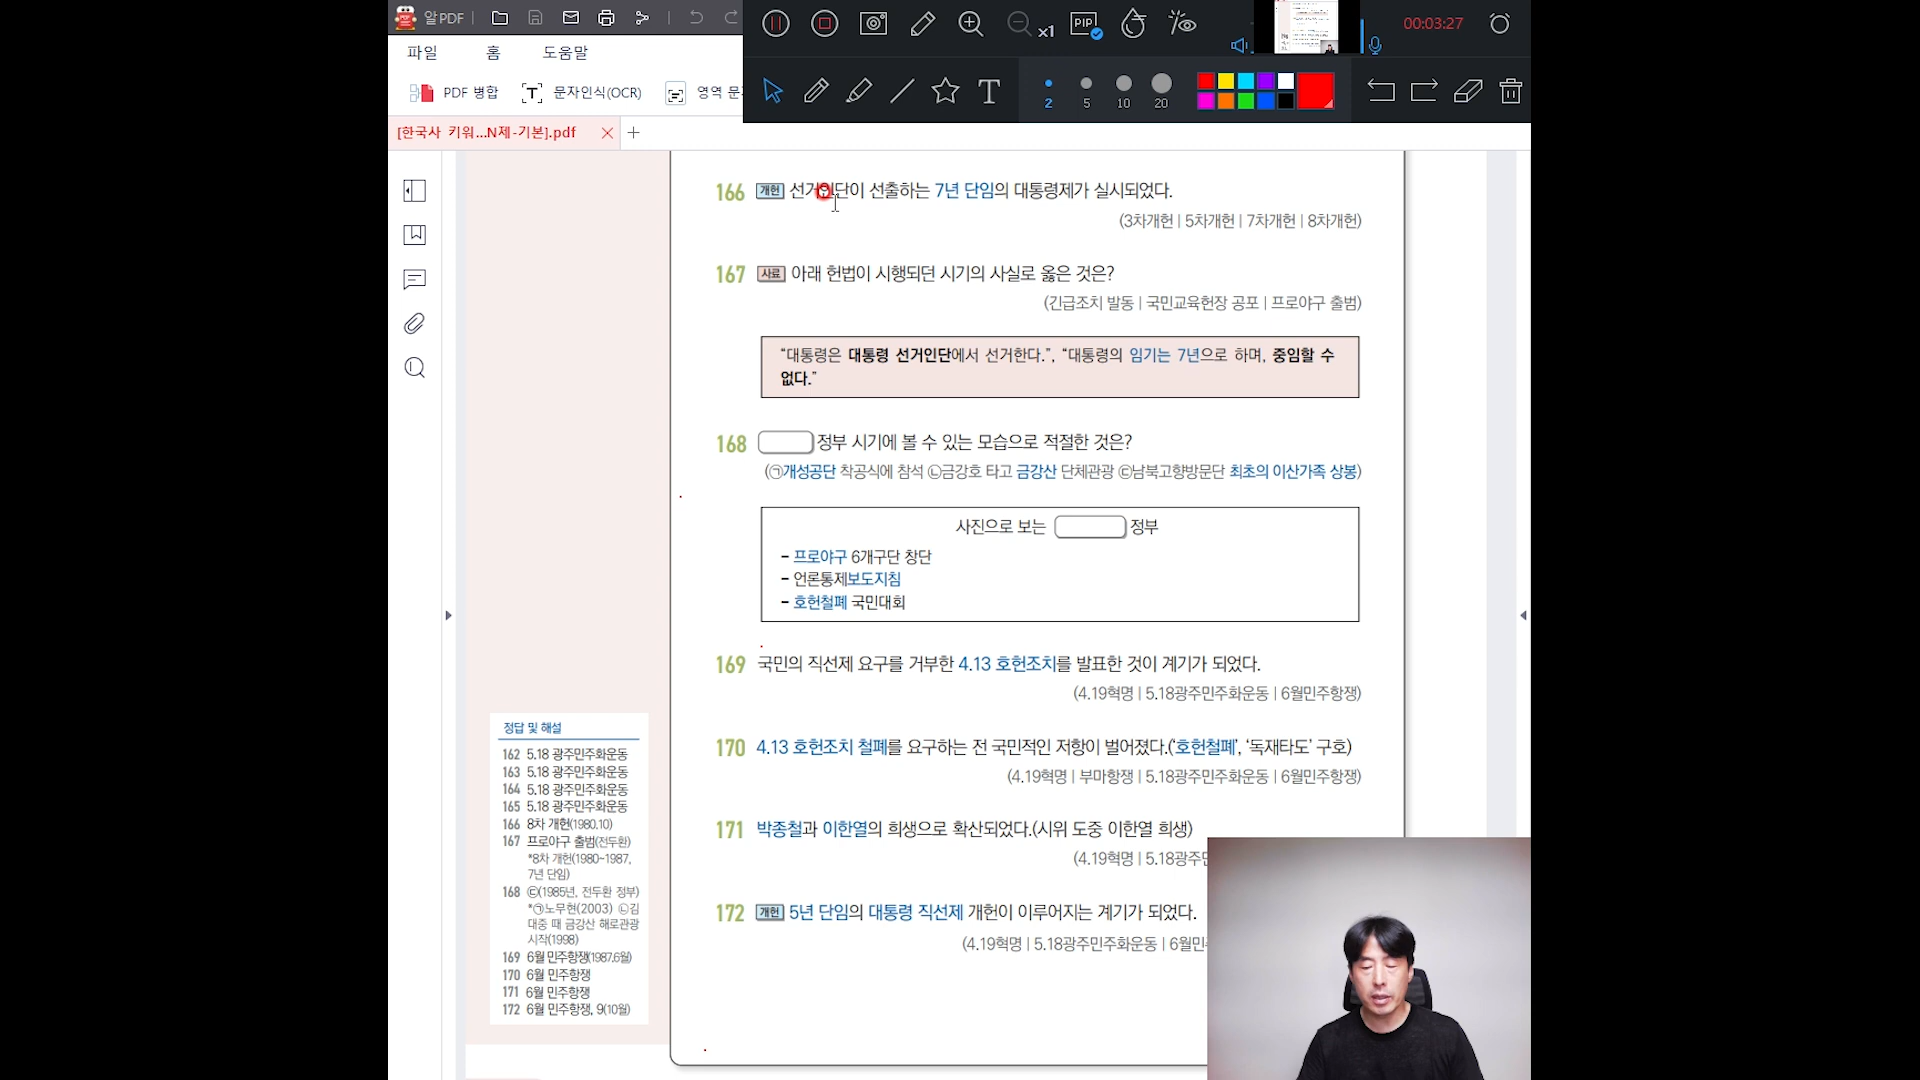 알PDF
x1
PIP
00:03:27
파일 홈 도움말
PDF 병합 문자인식(OCR) 영역
2 5 10 20
[한국사 키워...N제-기본].pdf
166 개헌 선거인단이 선출하는 7년 단임의 대통령제가 실시되었다.
(3차개헌 | 5차개헌 | 7차개헌 | 8차개헌)
167 사료 아래 헌법이 시행되던 시기의 사실로 옳은 것은?
(긴급조치 발동 | 국민교육헌장 공포 | 프로야구 출범)
“대통령은 대통령 선거인단에서 선거한다.”, “대통령의 임기는 7년으로 하며, 중임할 수
없다.”
168 정부 시기에 볼 수 있는 모습으로 적절한 것은?
(㉠개성공단 착공식에 참석 ㉡금강호 타고 금강산 단체관광 ㉢남북고향방문단 최초의 이산가족 상봉)
사진으로 보는 정부
– 프로야구 6개구단 창단
– 언론통제보도지침
– 호헌철폐 국민대회
169 국민의 직선제 요구를 거부한 4.13 호헌조치를 발표한 것이 계기가 되었다.
(4.19혁명 | 5.18광주민주화운동 | 6월민주항쟁)
170 4.13 호헌조치 철폐를 요구하는 전 국민적인 저항이 벌어졌다.(‘호헌철폐’, ‘독재타도’ 구호)
(4.19혁명 | 부마항쟁 | 5.18광주민주화운동 | 6월민주항쟁)
171 박종철과 이한열의 희생으로 확산되었다.(시위 도중 이한열 희생)
(4.19혁명 | 5.18광주민
172 개헌 5년 단임의 대통령 직선제 개헌이 이루어지는 계기가 되었다.
(4.19혁명 | 5.18광주민주화운동 | 6월민
정답 및 해설
162 5.18 광주민주화운동
163 5.18 광주민주화운동
164 5.18 광주민주화운동
165 5.18 광주민주화운동
166 8차 개헌(1980.10)
167 프로야구 출범(전두환)
*8차 개헌(1980~1987,
7년 단임)
168 ㉢(1985년, 전두환 정부)
*㉠노무현(2003) ㉡김
대중 때 금강산 해로관광
시작(1998)
169 6월 민주항쟁(1987.6월)
170 6월 민주항쟁
171 6월 민주항쟁
172 6월 민주항쟁, 9(10월)